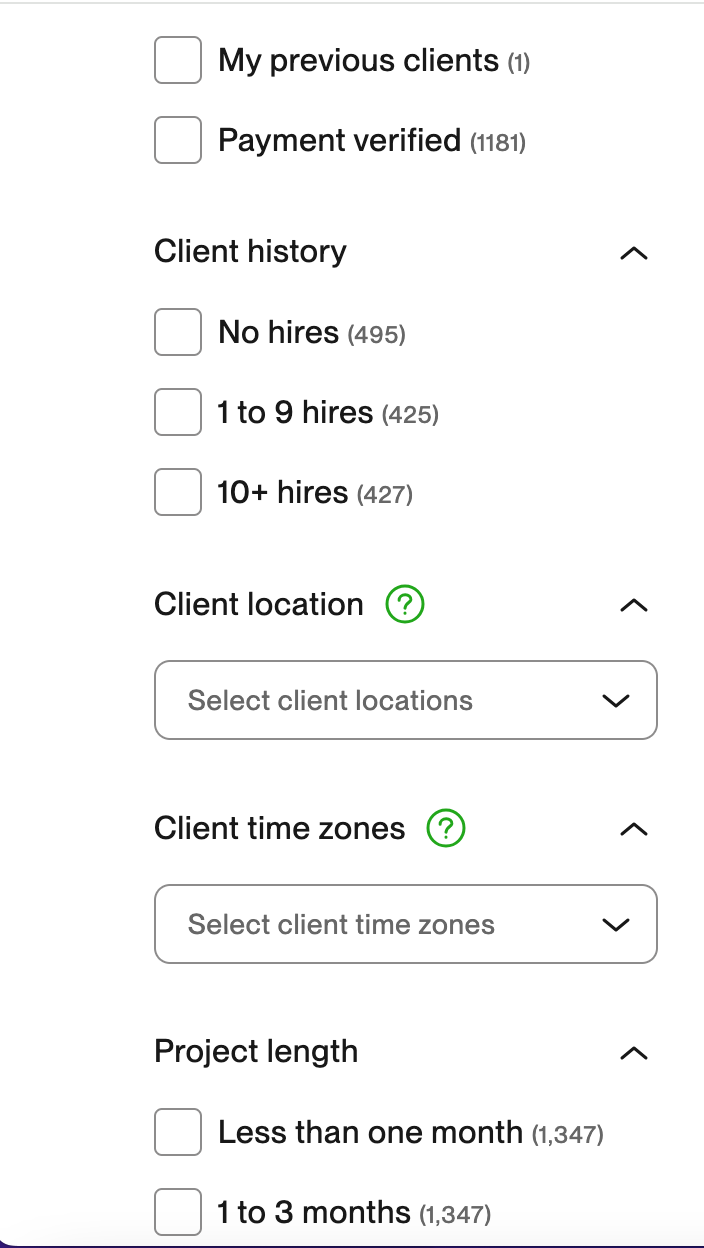 My previous clients (1)
Payment verified (1181)
Client history
No hires (495)
1 to 9 hires (425)
10+ hires (427)
Client location ?
Select client locations
Client time zones ?
Select client time zones
Project length
Less than one month (1,347)
1 to 3 months (1,347)